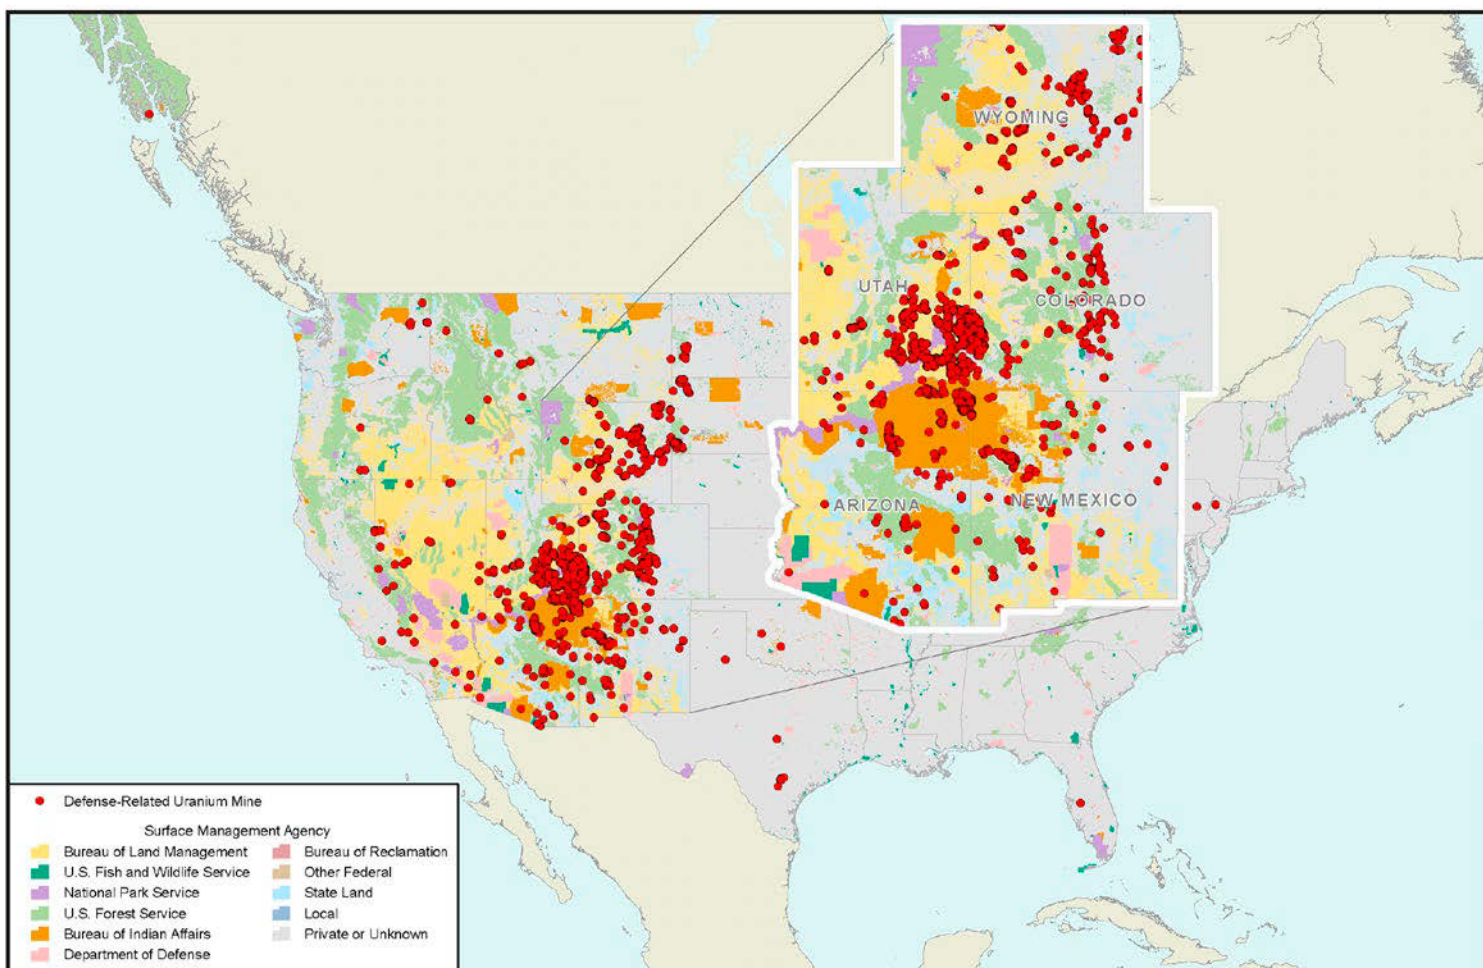 WYOMING
UTAH
COLORADO
ARIZONA
NEW MEXICO
Defense-Related Uranium Mine
Surface Management Agency
Bureau of Land Management
U.S. Fish and Wildlife Service
National Park Service
U.S. Forest Service
Bureau of Indian Affairs
Department of Defense
Bureau of Reclamation
Other Federal
State Land
Local
Private or Unknown